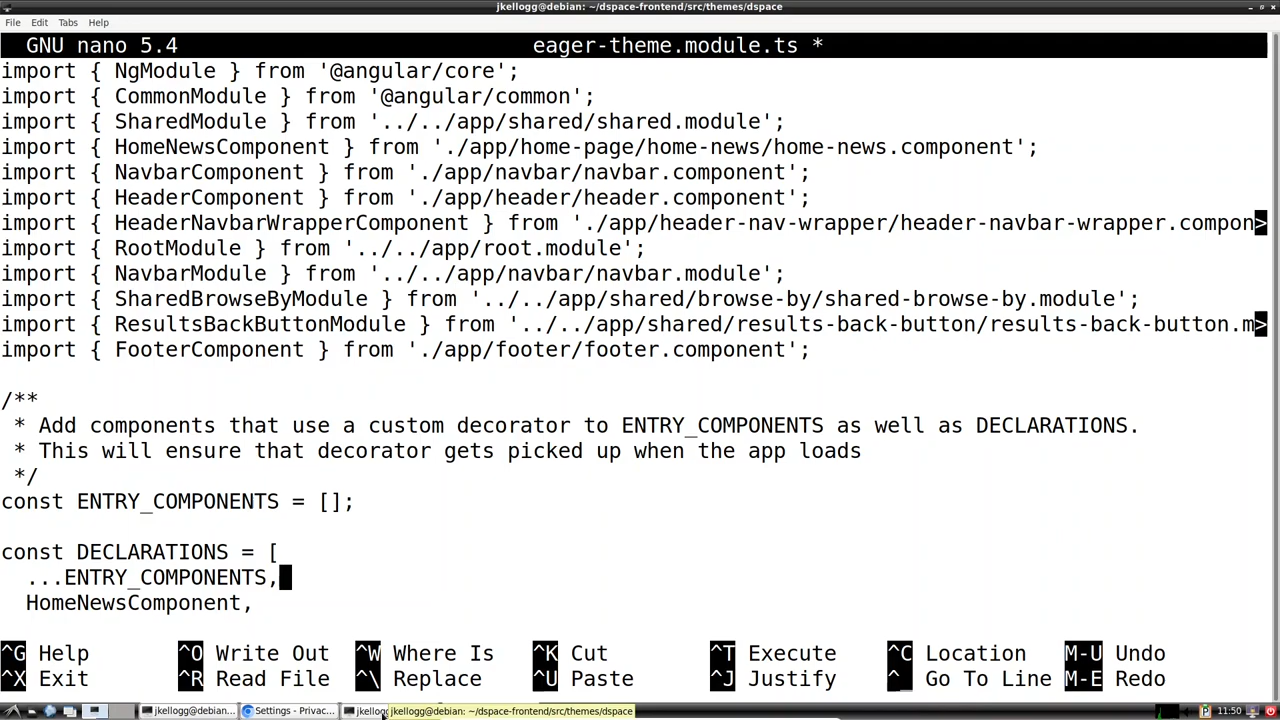 jkellogg@debian: ~/dspace-frontend/src/themes/dspace
File Edit Tabs Help
GNU nano 5.4 eager-theme.module.ts *
import { NgModule } from '@angular/core';
import { CommonModule } from '@angular/common';
import { SharedModule } from '../../app/shared/shared.module';
import { HomeNewsComponent } from './app/home-page/home-news/home-news.component';
import { NavbarComponent } from './app/navbar/navbar.component';
import { HeaderComponent } from './app/header/header.component';
import { HeaderNavbarWrapperComponent } from './app/header-nav-wrapper/header-navbar-wrapper.compon>
import { RootModule } from '../../app/root.module';
import { NavbarModule } from '../../app/navbar/navbar.module';
import { SharedBrowseByModule } from '../../app/shared/browse-by/shared-browse-by.module';
import { ResultsBackButtonModule } from '../../app/shared/results-back-button/results-back-button.m>
import { FooterComponent } from './app/footer/footer.component';
/**
* Add components that use a custom decorator to ENTRY_COMPONENTS as well as DECLARATIONS.
* This will ensure that decorator gets picked up when the app loads
*/
const ENTRY_COMPONENTS = [];
const DECLARATIONS = [
...ENTRY_COMPONENTS,
HomeNewsComponent,
^G Help ^O Write Out ^W Where Is ^K Cut ^T Execute ^C Location M-U Undo
^X Exit ^R Read File ^\ Replace ^U Paste ^J Justify ^_ Go To Line M-E Redo
jkellogg@debian... Settings - Privac... jkellog jkellogg@debian: ~/dspace-frontend/src/themes/dspace 11:50